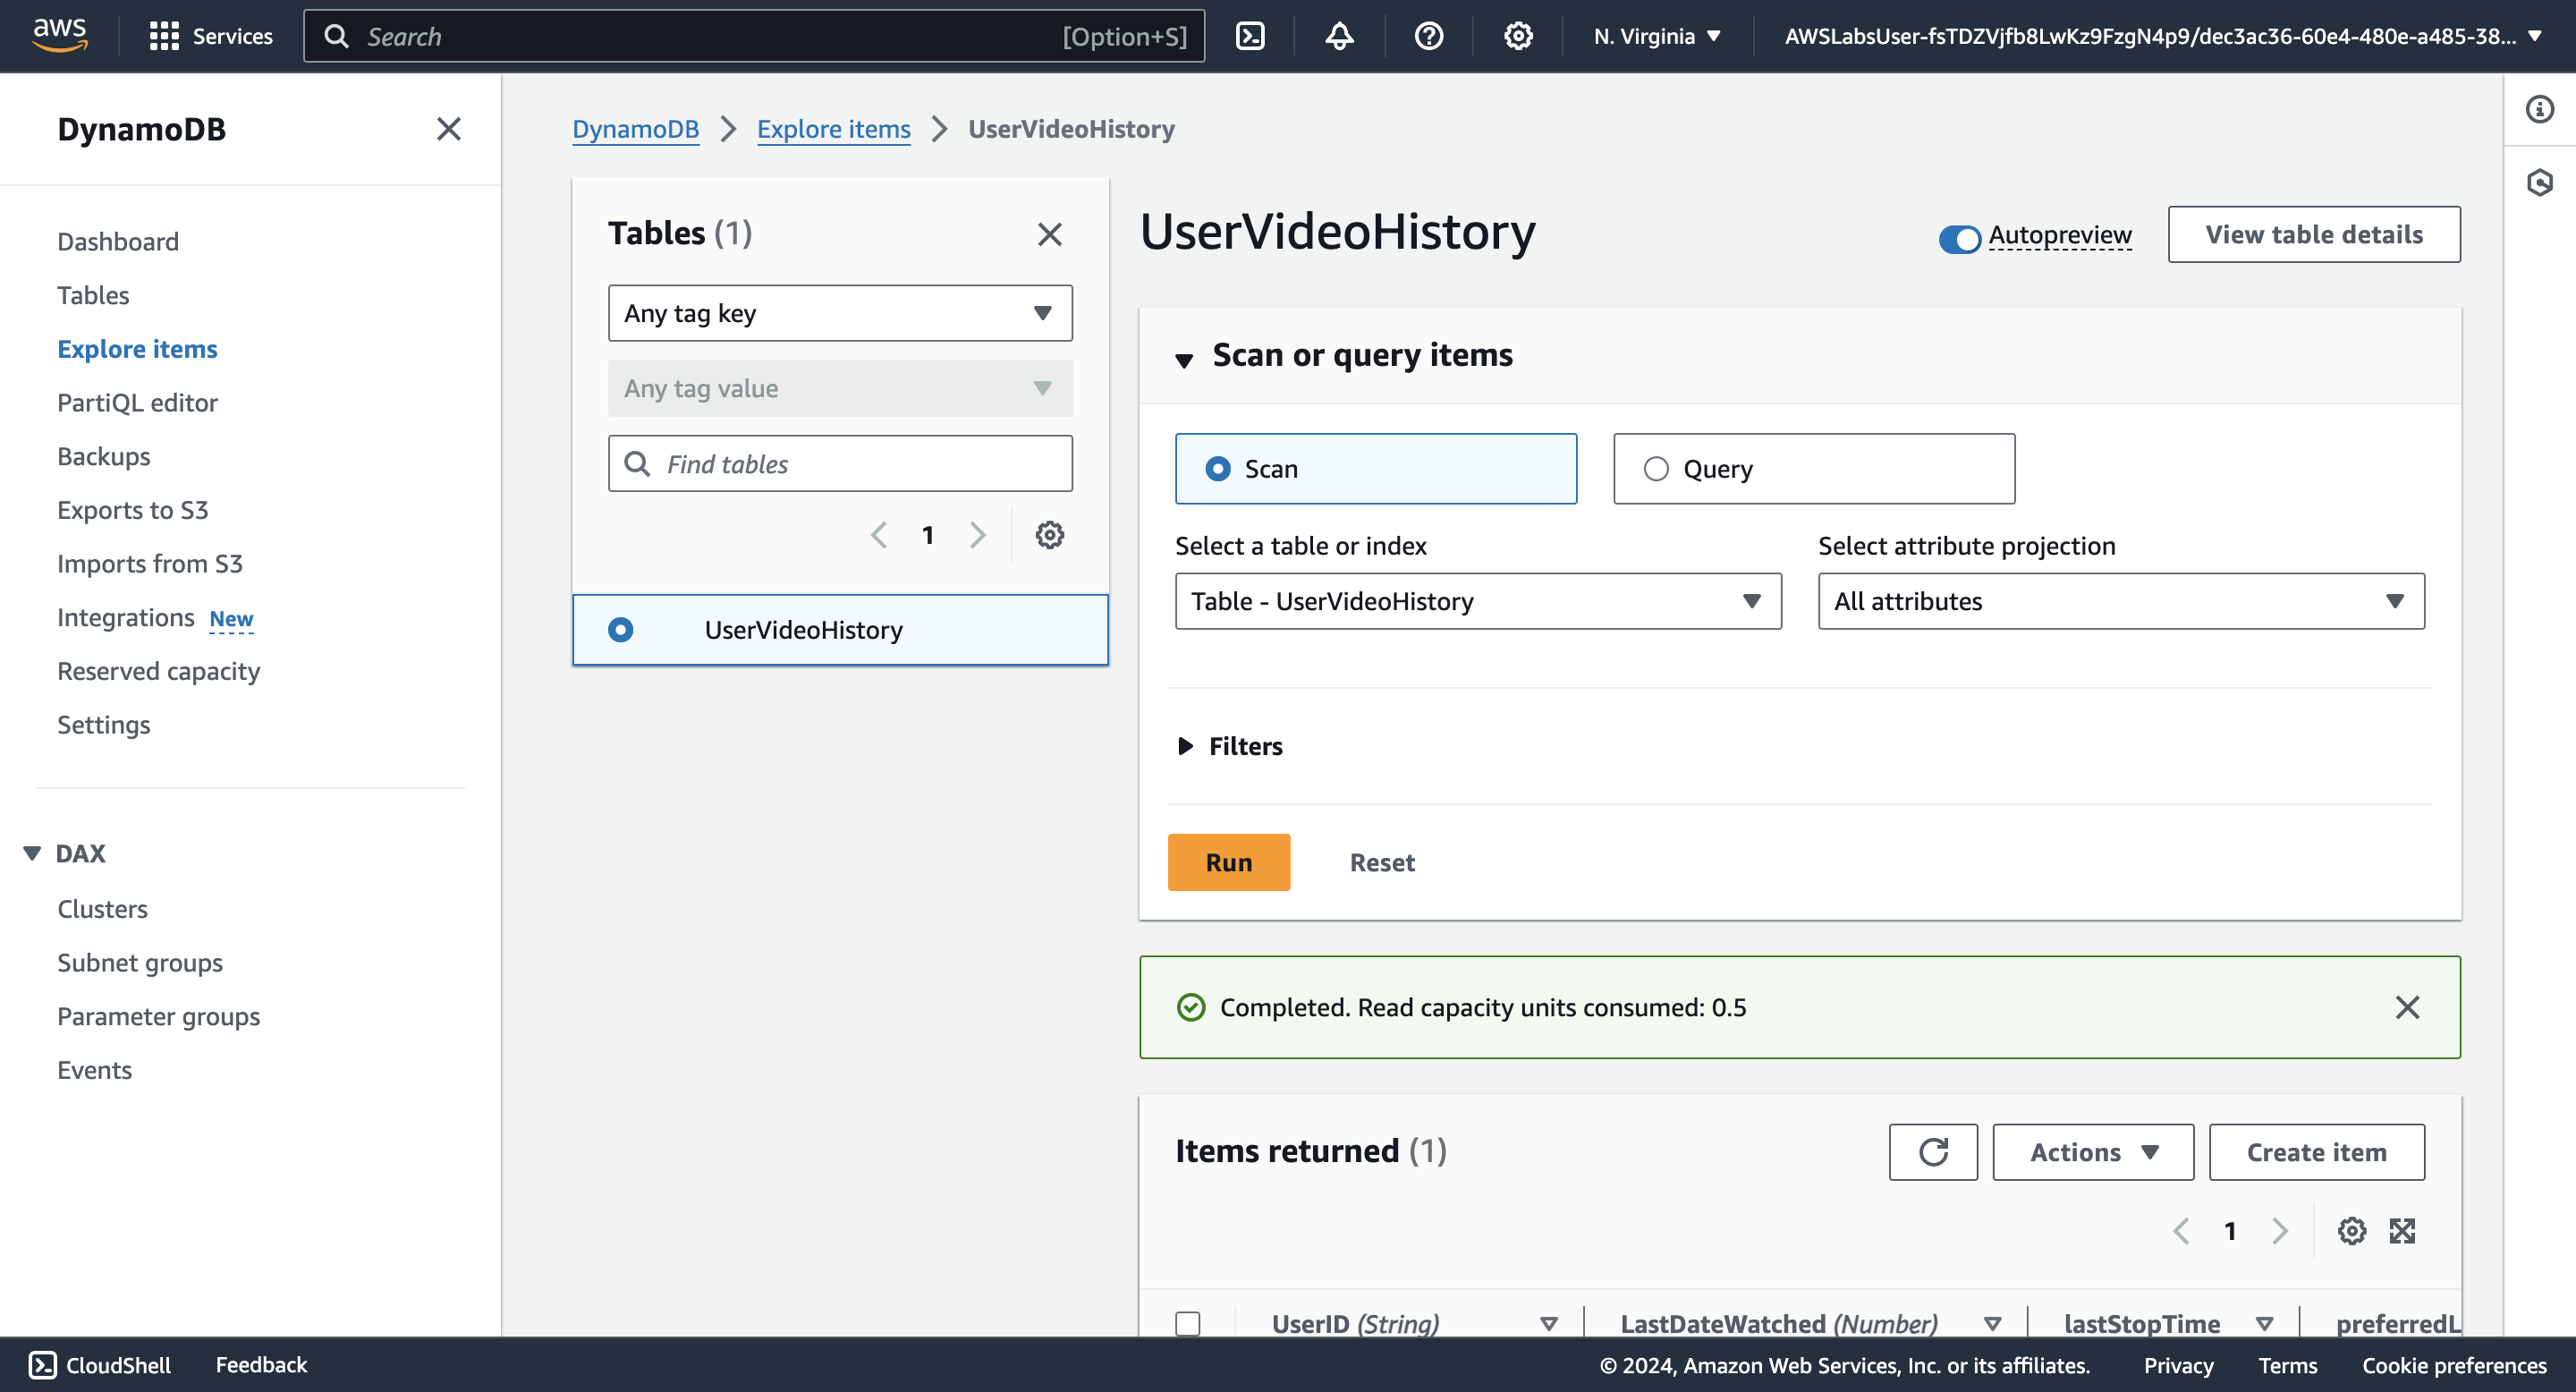 aws
Services
Search
[Option+S]
N. Virginia
AWSLabsUser-fsTDZVjfb8LwKz9FzgN4p9/dec3ac36-60e4-480e-a485-38...
DynamoDB
Dashboard
Tables
Explore items
PartiQL editor
Backups
Exports to S3
Imports from S3
Integrations New
Reserved capacity
Settings
DAX
Clusters
Subnet groups
Parameter groups
Events
DynamoDB
Explore items
UserVideoHistory
Tables (1)
Any tag key
Any tag value
Find tables
1
UserVideoHistory
UserVideoHistory
Autopreview
View table details
Scan or query items
Scan
Query
Select a table or index
Select attribute projection
Table - UserVideoHistory
All attributes
Filters
Run
Reset
Completed. Read capacity units consumed: 0.5
Items returned (1)
Actions
Create item
1
UserID (String)
LastDateWatched (Number)
lastStopTime
preferredL
CloudShell
Feedback
© 2024, Amazon Web Services, Inc. or its affiliates.
Privacy
Terms
Cookie preferences